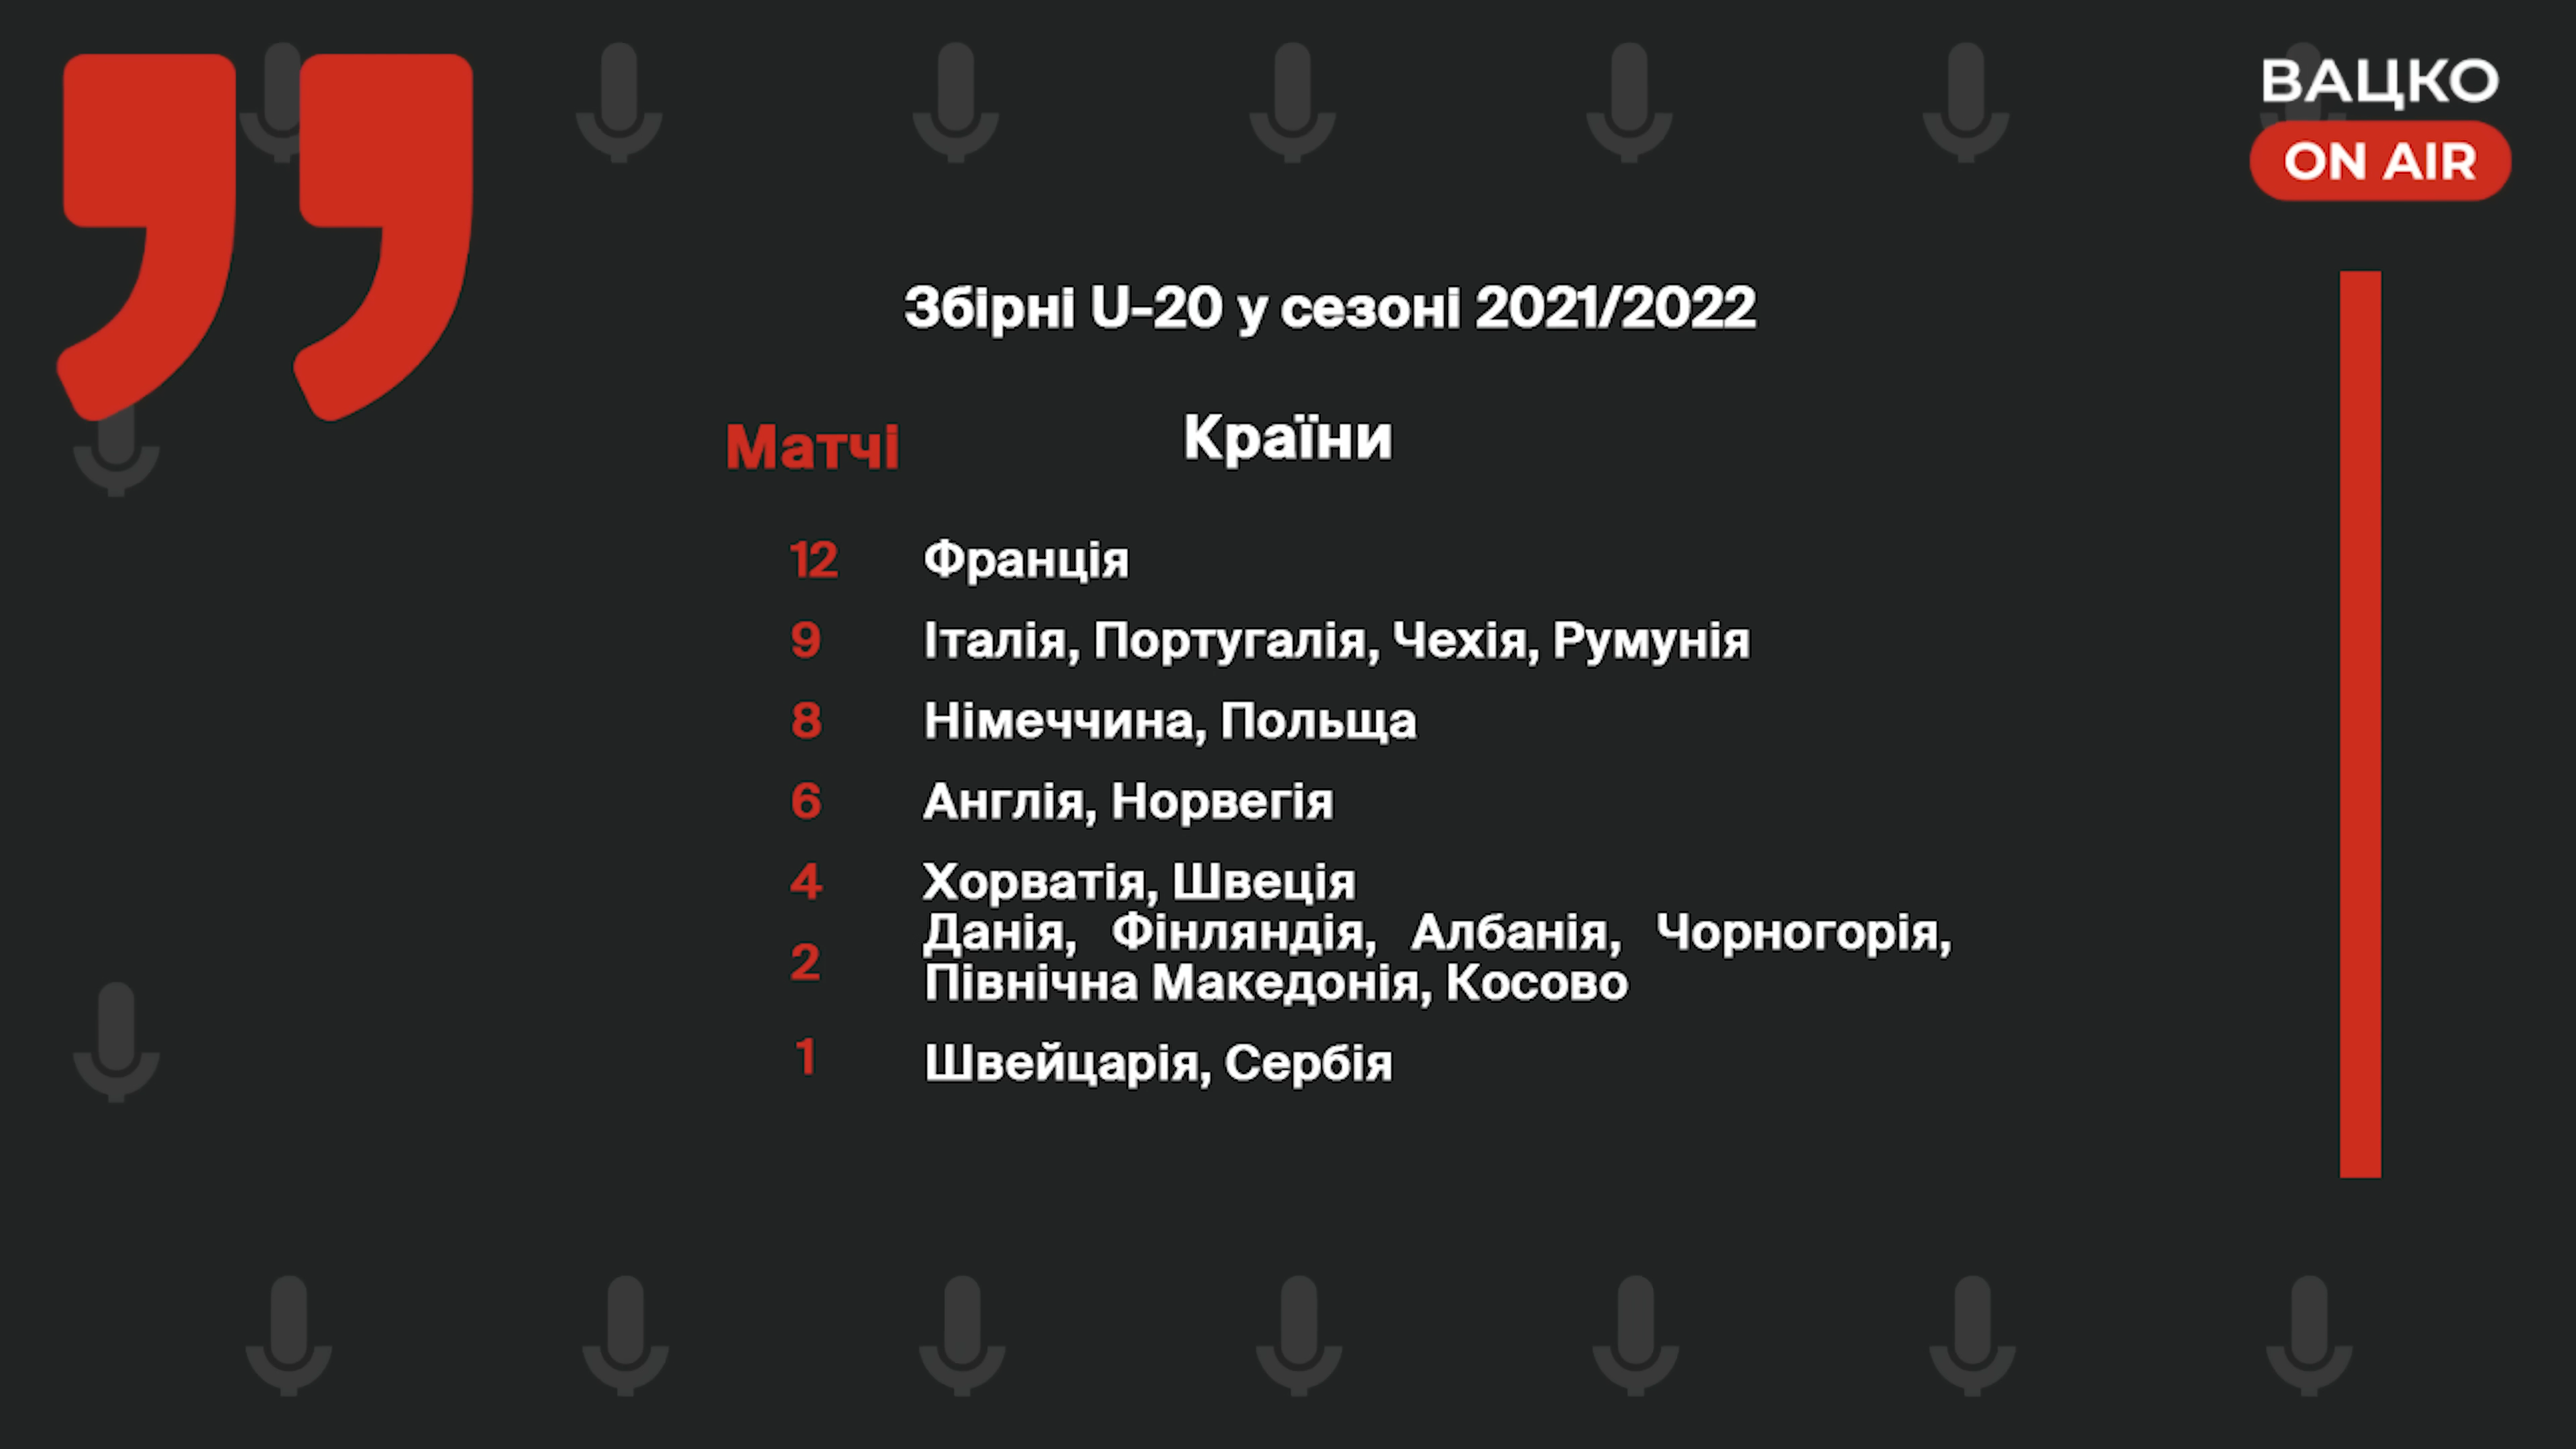 ВАЦКО
ON AIR
Збірні U-20 у сезоні 2021/2022
Матчі Країни
12 Франція
9 Італія, Португалія, Чехія, Румунія
8 Німеччина, Польща
6 Англія, Норвегія
4 Хорватія, Швеція
2 Данія, Фінляндія, Албанія, Чорногорія,
Північна Македонія, Косово
1 Швейцарія, Сербія